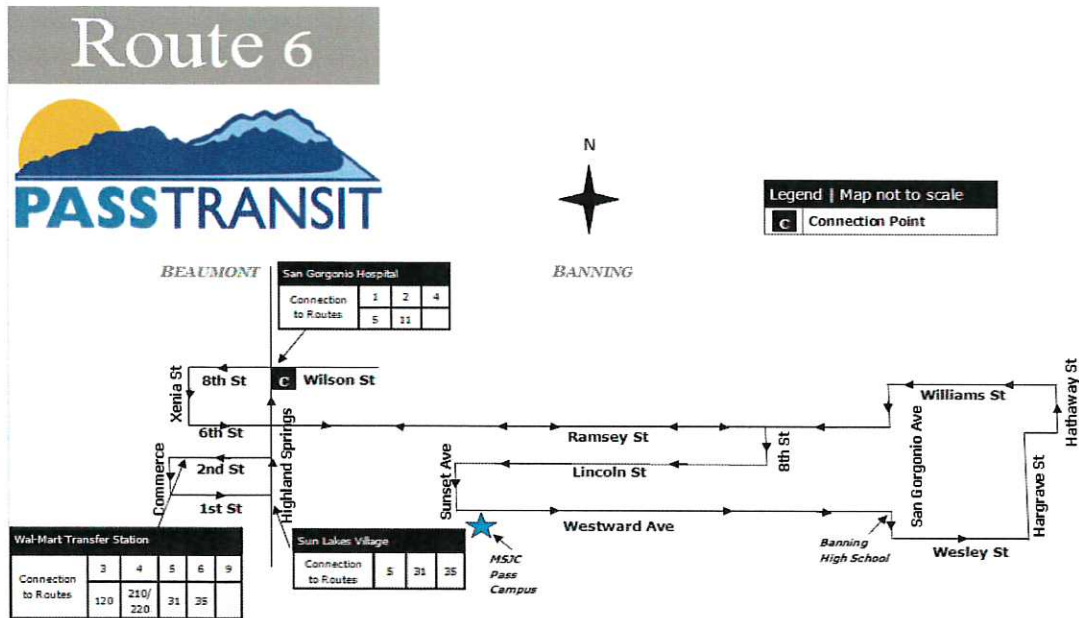 Route 6
PASSTRANSIT
N
Legend | Map not to scale
C Connection Point
BEAUMONT
BANNING
San Gorgonio Hospital
Connection to Routes
1 2 4
5 11
Xenia St
8th St
C
Wilson St
6th St
Highland Springs
Ramsey St
8th St
Williams St
Hathaway St
San Gorgonio Ave
Hargrave St
Commerce
2nd St
1st St
Sunset Ave
Lincoln St
Westward Ave
Wesley St
Banning
High School
MSJC
Pass
Campus
Wal-Mart Transfer Station
Connection
to Routes
3 4 5 6 9
120 210/
220 31 35
Sun Lakes Village
Connection
to Routes
5 31 35